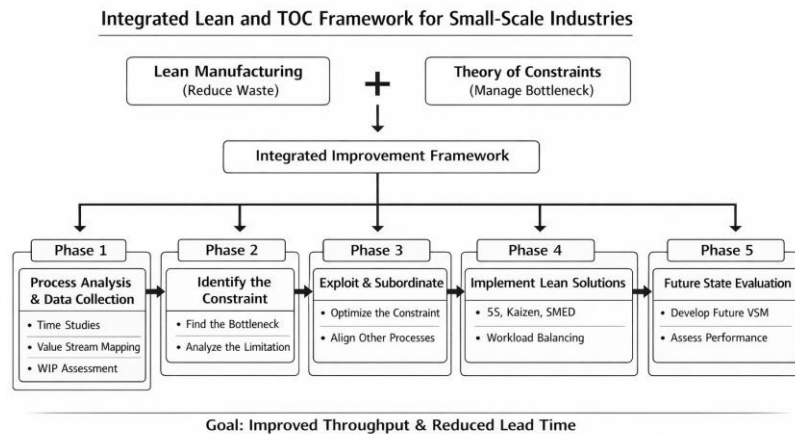 Integrated Lean and TOC Framework for Small-Scale Industries
Lean Manufacturing
(Reduce Waste)
+
Theory of Constraints
(Manage Bottleneck)
Integrated Improvement Framework
Phase 1
Process Analysis
& Data Collection
• Time Studies
• Value Stream Mapping
• WIP Assessment
Phase 2
Identify the
Constraint
• Find the Bottleneck
• Analyze the Limitation
Phase 3
Exploit & Subordinate
• Optimize the Constraint
• Align Other Processes
Phase 4
Implement Lean Solutions
• 5S, Kaizen, SMED
• Workload Balancing
Phase 5
Future State Evaluation
• Develop Future VSM
• Assess Performance
Goal: Improved Throughput & Reduced Lead Time